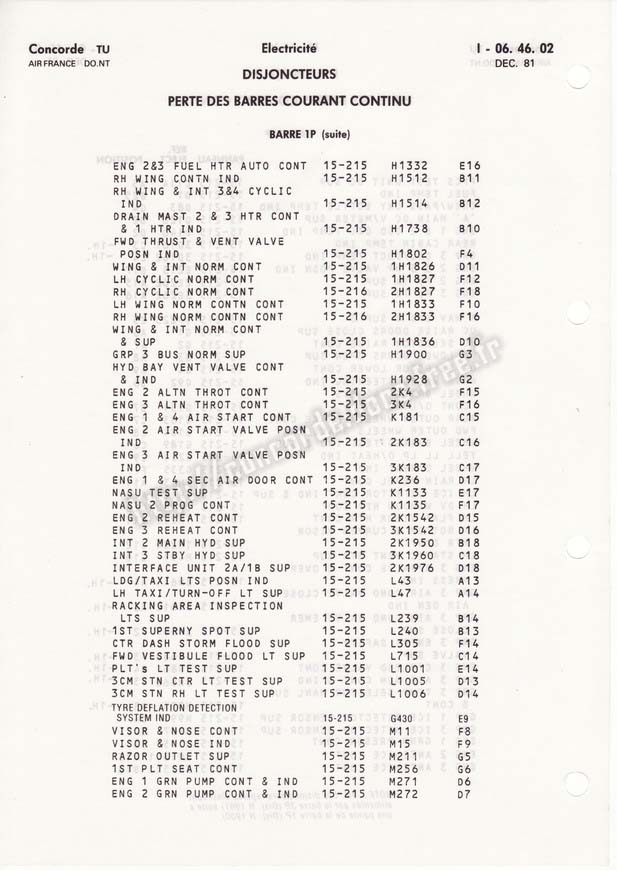 Concorde TU Electricité I - 06. 46. 02
AIR FRANCE DO.NT DEC. 81
DISJONCTEURS
PERTE DES BARRES COURANT CONTINU
BARRE 1P (suite)
ENG 2&3 FUEL HTR AUTO CONT 15-215 H1332 E16
RH WING CONTN IND 15-215 H1512 B11
RH WING & INT 3&4 CYCLIC
IND 15-215 H1514 B12
DRAIN MAST 2 & 3 HTR CONT
& 1 HTR IND 15-215 H1738 B10
FWD THRUST & VENT VALVE
POSN IND 15-215 H1802 F4
WING & INT NORM CONT 15-215 1H1826 D11
LH CYCLIC NORM CONT 15-215 1H1827 F12
RH CYCLIC NORM CONT 15-216 2H1827 F18
LH WING NORM CONTN CONT 15-215 1H1833 F10
RH WING NORM CONTN CONT 15-216 2H1833 F16
WING & INT NORM CONT
& SUP 15-215 1H1836 D10
GRP 3 BUS NORM SUP 15-215 H1900 G3
HYD BAY VENT VALVE CONT
& IND 15-215 H1928 G2
ENG 2 ALTN THROT CONT 15-215 2K4 F15
ENG 3 ALTN THROT CONT 15-215 3K4 F16
ENG 1 & 4 AIR START CONT 15-215 K181 C15
ENG 2 AIR START VALVE POSN
IND 15-215 2K183 C16
ENG 3 AIR START VALVE POSN
IND 15-215 3K183 C17
ENG 1 & 4 SEC AIR DOOR CONT 15-215 K236 D17
NASU TEST SUP 15-215 K1133 E17
NASU 2 PROG CONT 15-215 K1135 F17
ENG 2 REHEAT CONT 15-215 2K1542 D15
ENG 3 REHEAT CONT 15-215 3K1542 D16
INT 2 MAIN HYD SUP 15-215 2K1950 B18
INT 3 STBY HYD SUP 15-215 3K1960 C18
INTERFACE UNIT 2A/1B SUP 15-215 2K1976 D18
LDG/TAXI LTS POSN IND 15-215 L43 A13
LH TAXI/TURN-OFF LT SUP 15-215 L47 A14
RACKING AREA INSPECTION
LTS SUP 15-215 L239 B14
1ST SUPERNY SPOT SUP 15-215 L240 B13
CTR DASH STORM FLOOD SUP 15-215 L305 F14
FWD VESTIBULE FLOOD LT SUP 15-215 L715 C14
PLT's LT TEST SUP 15-215 L1001 E14
3CM STN CTR LT TEST SUP 15-215 L1005 D13
3CM STN RH LT TEST SUP 15-215 L1006 D14
TYRE DEFLATION DETECTION
SYSTEM IND 15-215 G430 E9
VISOR & NOSE CONT 15-215 M11 F8
VISOR & NOSE IND 15-215 M15 F9
RAZOR OUTLET SUP 15-215 M211 G5
1ST PLT SEAT CONT 15-215 M256 G6
ENG 1 GRN PUMP CONT & IND 15-215 M271 D6
ENG 2 GRN PUMP CONT & IND 15-215 M272 D7